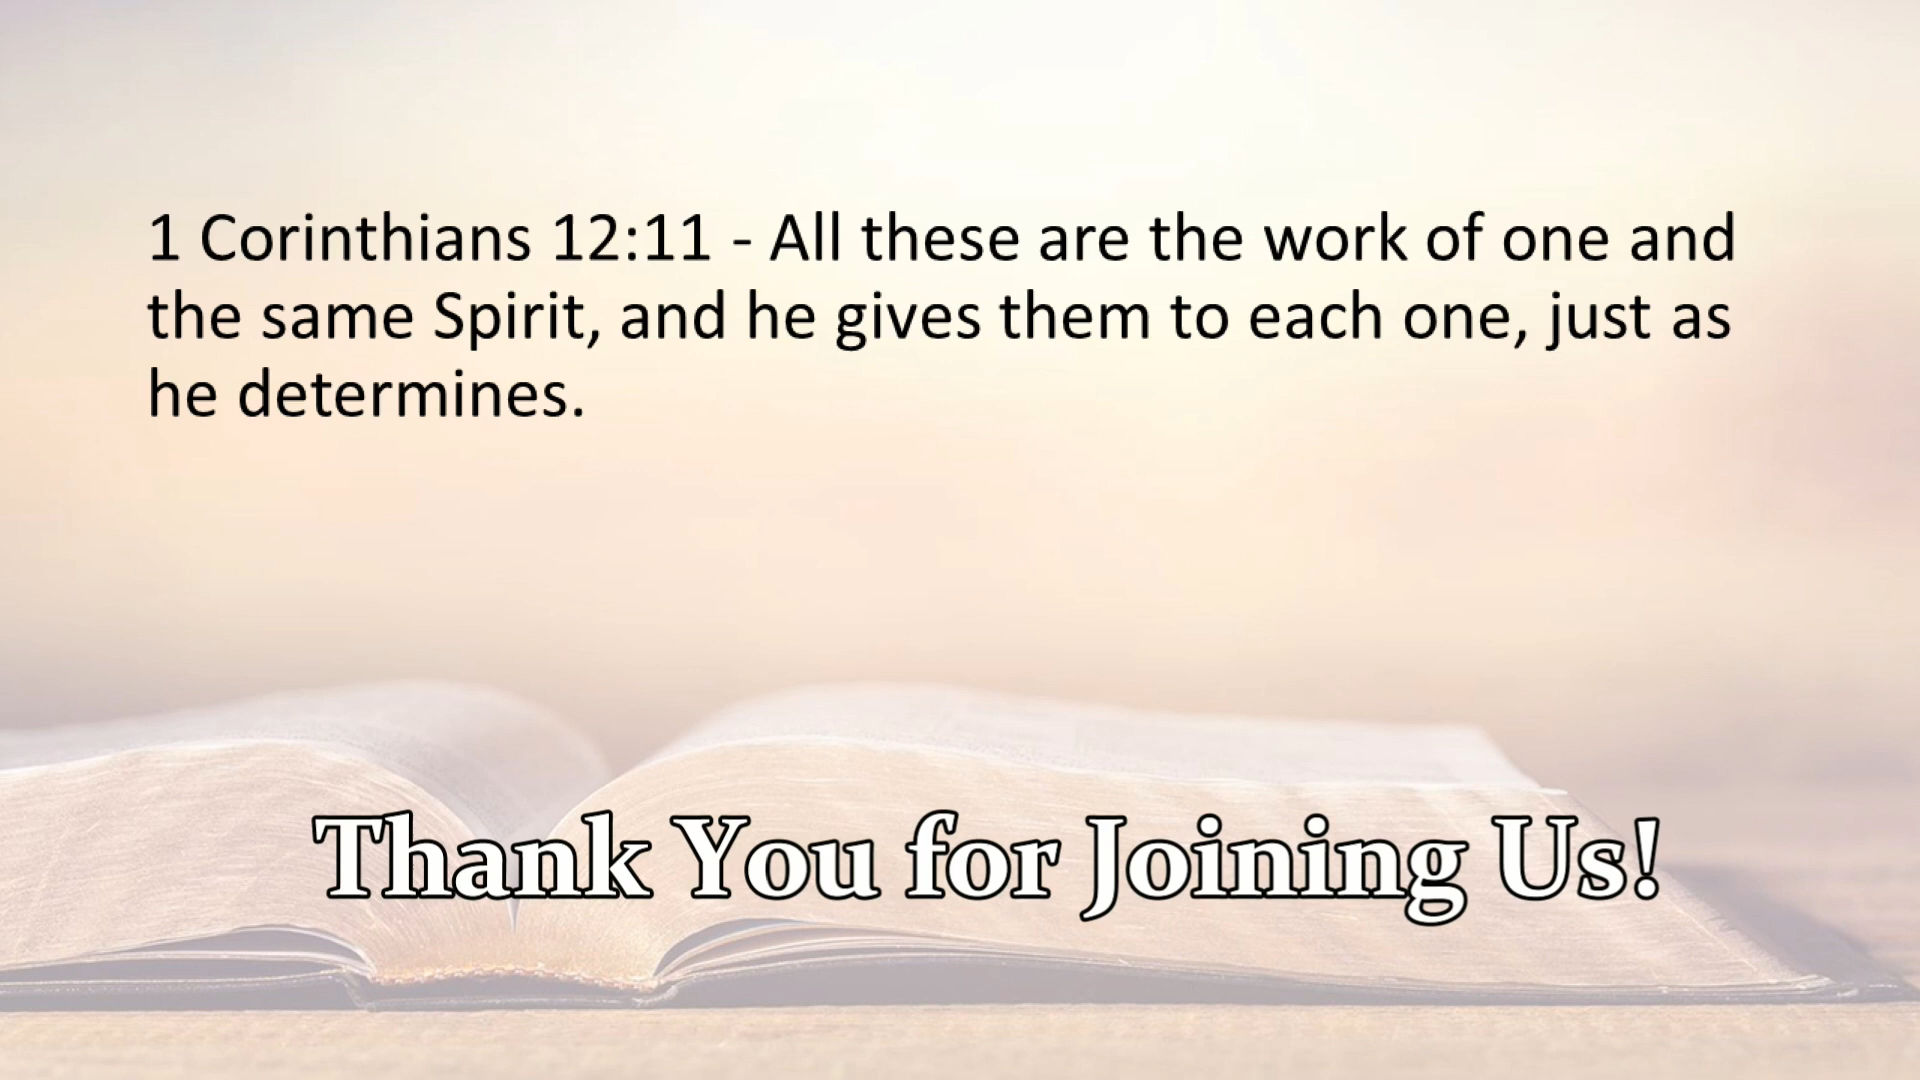 1 Corinthians 12:11 - All these are the work of one and
the same Spirit, and he gives them to each one, just as
he determines.
Thank You for Joining Us!